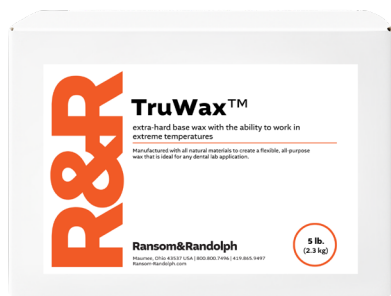 R&R
TruWax™
extra-hard base wax with the ability to work in
extreme temperatures
Manufactured with all natural materials to create a flexible, all-purpose
wax that is ideal for any dental lab application.
Ransom&Randolph
Maumee, Ohio 43537 USA | 800.800.7496 | 419.865.9497
Ransom-Randolph.com
5 lb.
(2.3 kg)